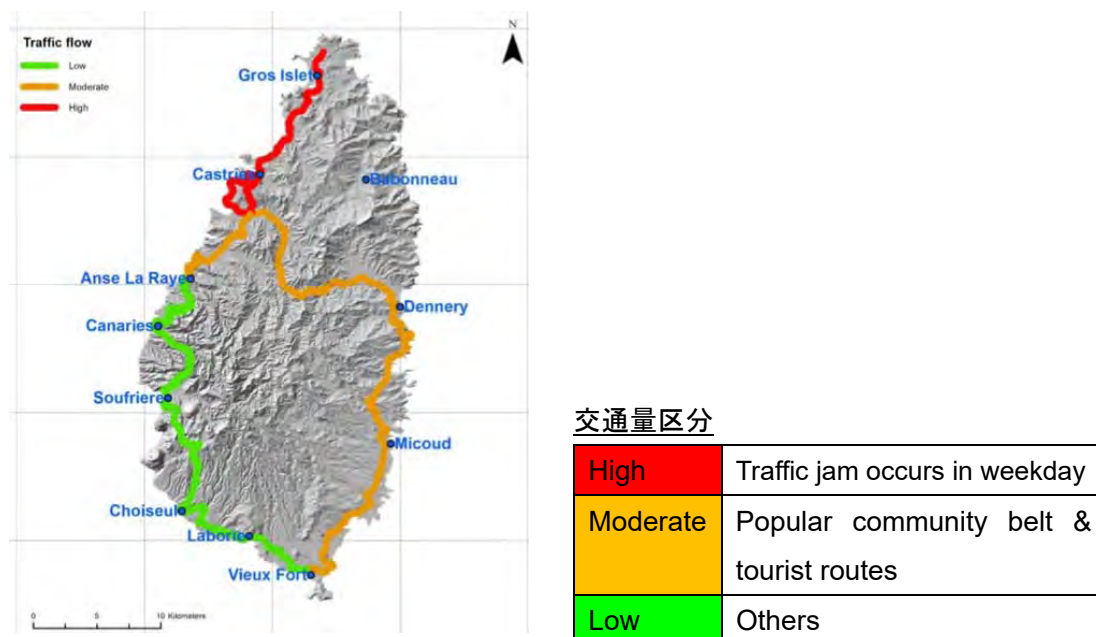 N
Traffic flow
Low
Moderate
High
Gros Islet
Castries
Babonneau
Anse La Raye
Dennery
Canaries
Soufriere
Micoud
Choiseul
Laborie
Vieux Fort
0 5 10 Kilometers
交通量区分
High Traffic jam occurs in weekday
Moderate Popular community belt &
tourist routes
Low Others